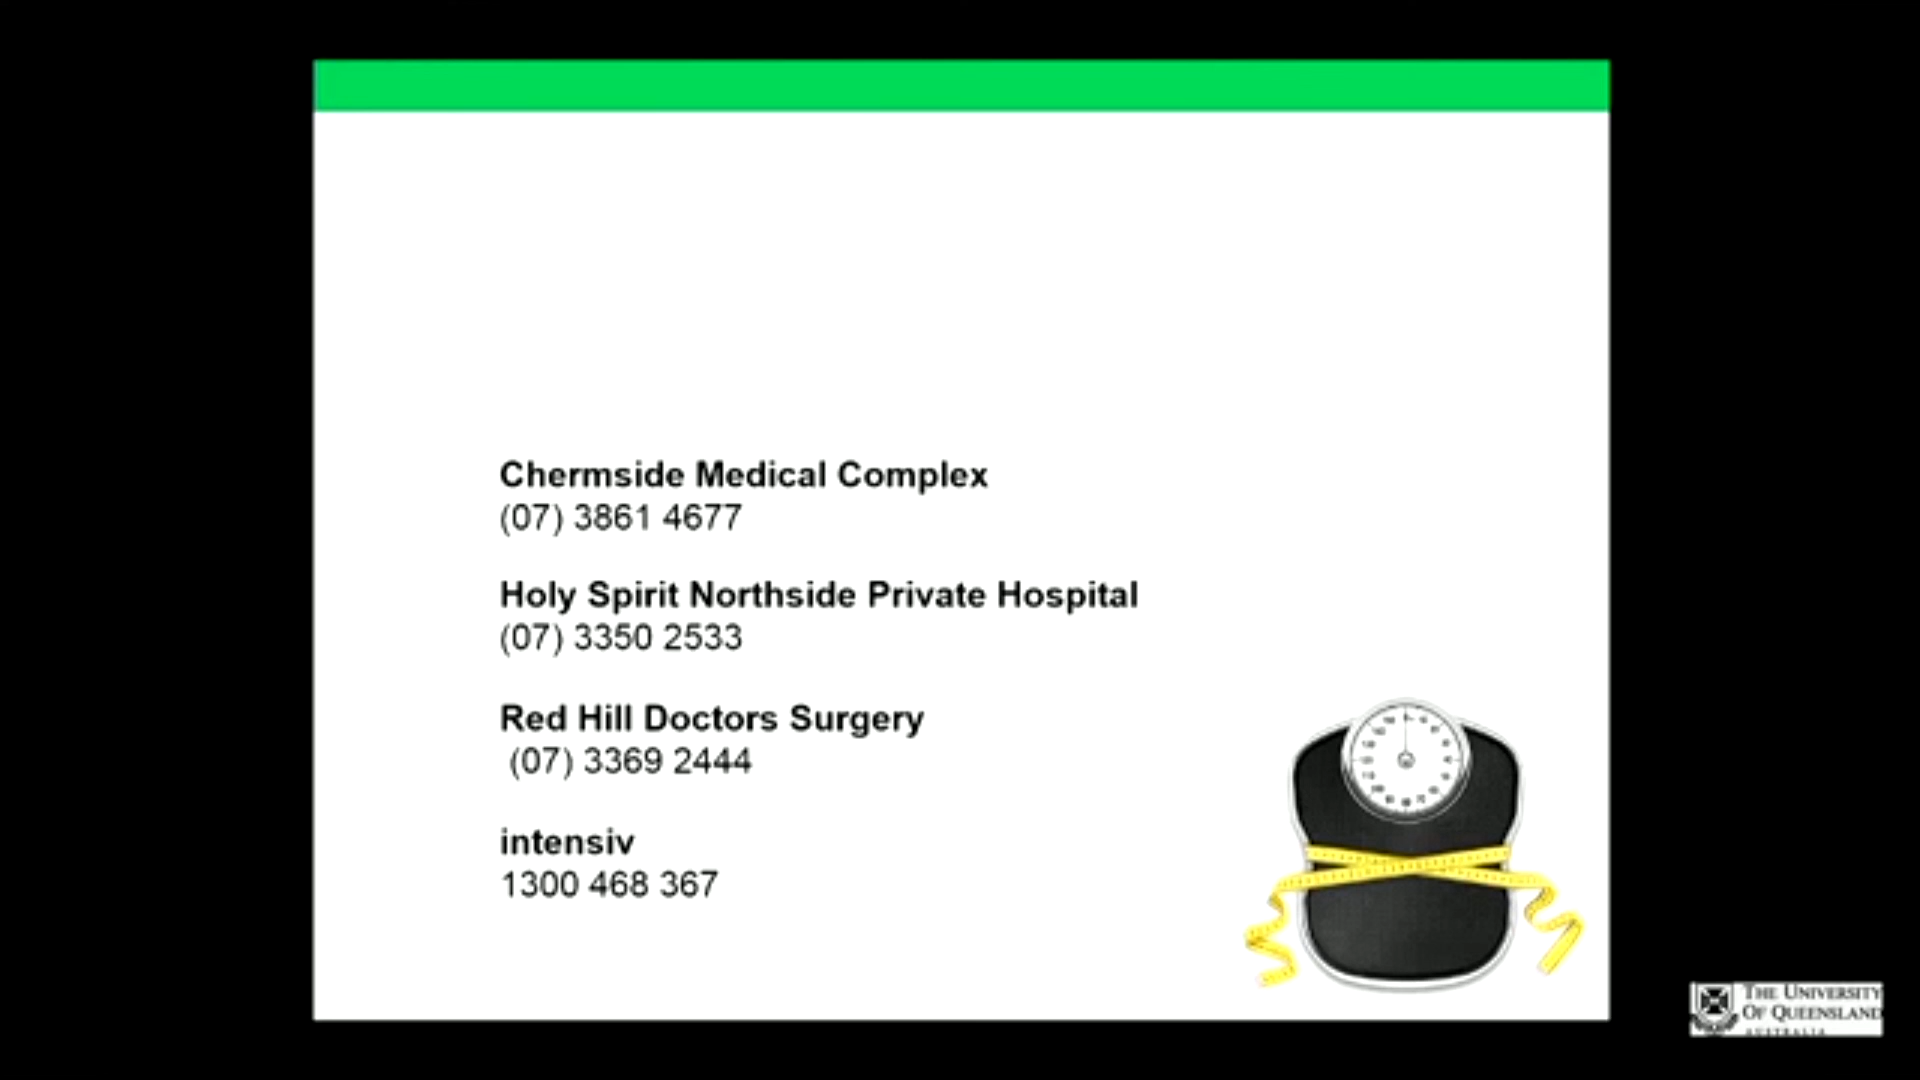 Chermside Medical Complex
(07) 3861 4677
Holy Spirit Northside Private Hospital
(07) 3350 2533
Red Hill Doctors Surgery
(07) 3369 2444
intensiv
1300 468 367
THE UNIVERSITY
OF QUEENSLAND
AUSTRALIA